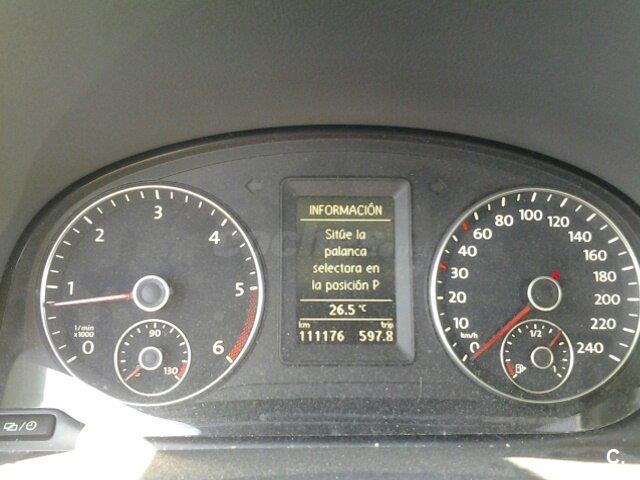 INFORMACIÓN
Sitúe la
palanca
selectora en
la posición P
26.5 °C
km trip
111176 597.8
0 1 2 3 4 5 6
1/min
x1000
90
130
0 10 20 30 40 60 80 100 120 140 160 180 200 220 240
km/h
1/2
1
C.